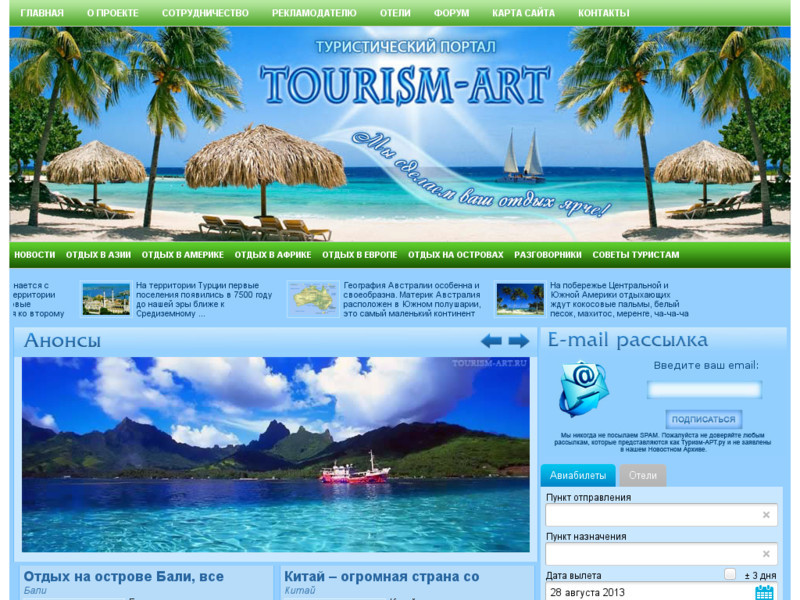 ГЛАВНАЯ О ПРОЕКТЕ СОТРУДНИЧЕСТВО РЕКЛАМОДАТЕЛЮ ОТЕЛИ ФОРУМ КАРТА САЙТА КОНТАКТЫ
ТУРИСТИЧЕСКИЙ ПОРТАЛ
TOURISM-ART
Мы сделаем ваш отдых ярче!
НОВОСТИ ОТДЫХ В АЗИИ ОТДЫХ В АМЕРИКЕ ОТДЫХ В АФРИКЕ ОТДЫХ В ЕВРОПЕ ОТДЫХ НА ОСТРОВАХ РАЗГОВОРНИКИ СОВЕТЫ ТУРИСТАМ
нается с
ерритории
овые
я ко второму
На территории Турции первые
поселения появились в 7500 году
до нашей эры ближе к
Средиземному ...
География Австралии особенна и
своеобразна. Материк Австралия
расположен в Южном полушарии,
это самый маленький континент
На побережье Центральной и
Южной Америки отдыхающих
ждут кокосовые пальмы, белый
песок, махитос, меренге, ча-ча-ча
Анонсы
TOURISM-ART.RU
E-mail рассылка
Введите ваш email:
ПОДПИСАТЬСЯ
Мы никогда не посылаем SPAM. Пожалуйста не доверяйте любым
рассылкам, которые представляются как Туризм-АРТ.ру и не заявлены
в нашем Новостном Архиве.
Авиабилеты Отели
Пункт отправления
Пункт назначения
Дата вылета ± 3 дня
28 августа 2013
Отдых на острове Бали, все
Бали
Китай – огромная страна со
Китай